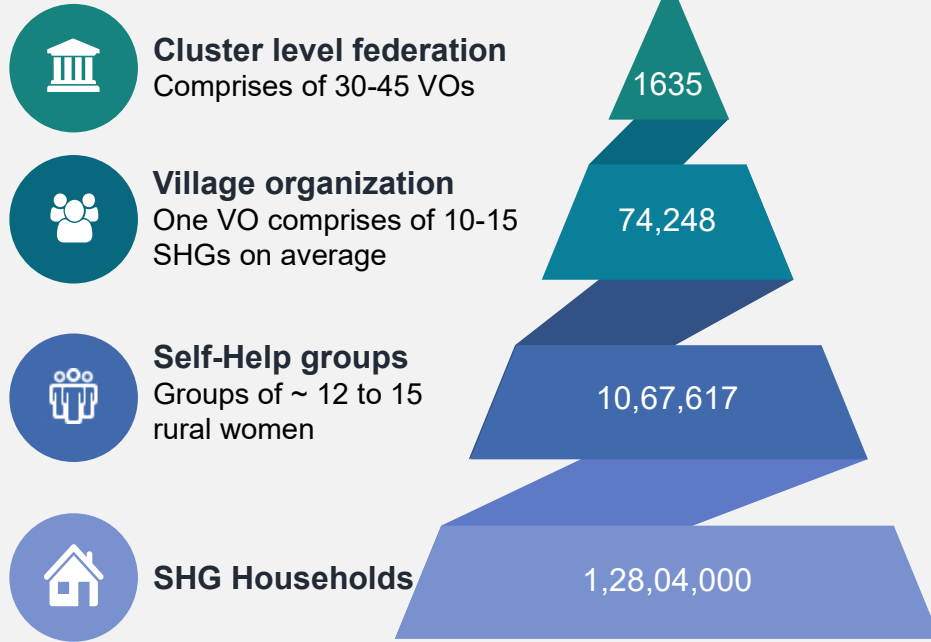 Cluster level federation
Comprises of 30-45 VOs
1635
Village organization
One VO comprises of 10-15
SHGs on average
74,248
Self-Help groups
Groups of ~ 12 to 15
rural women
10,67,617
SHG Households
1,28,04,000